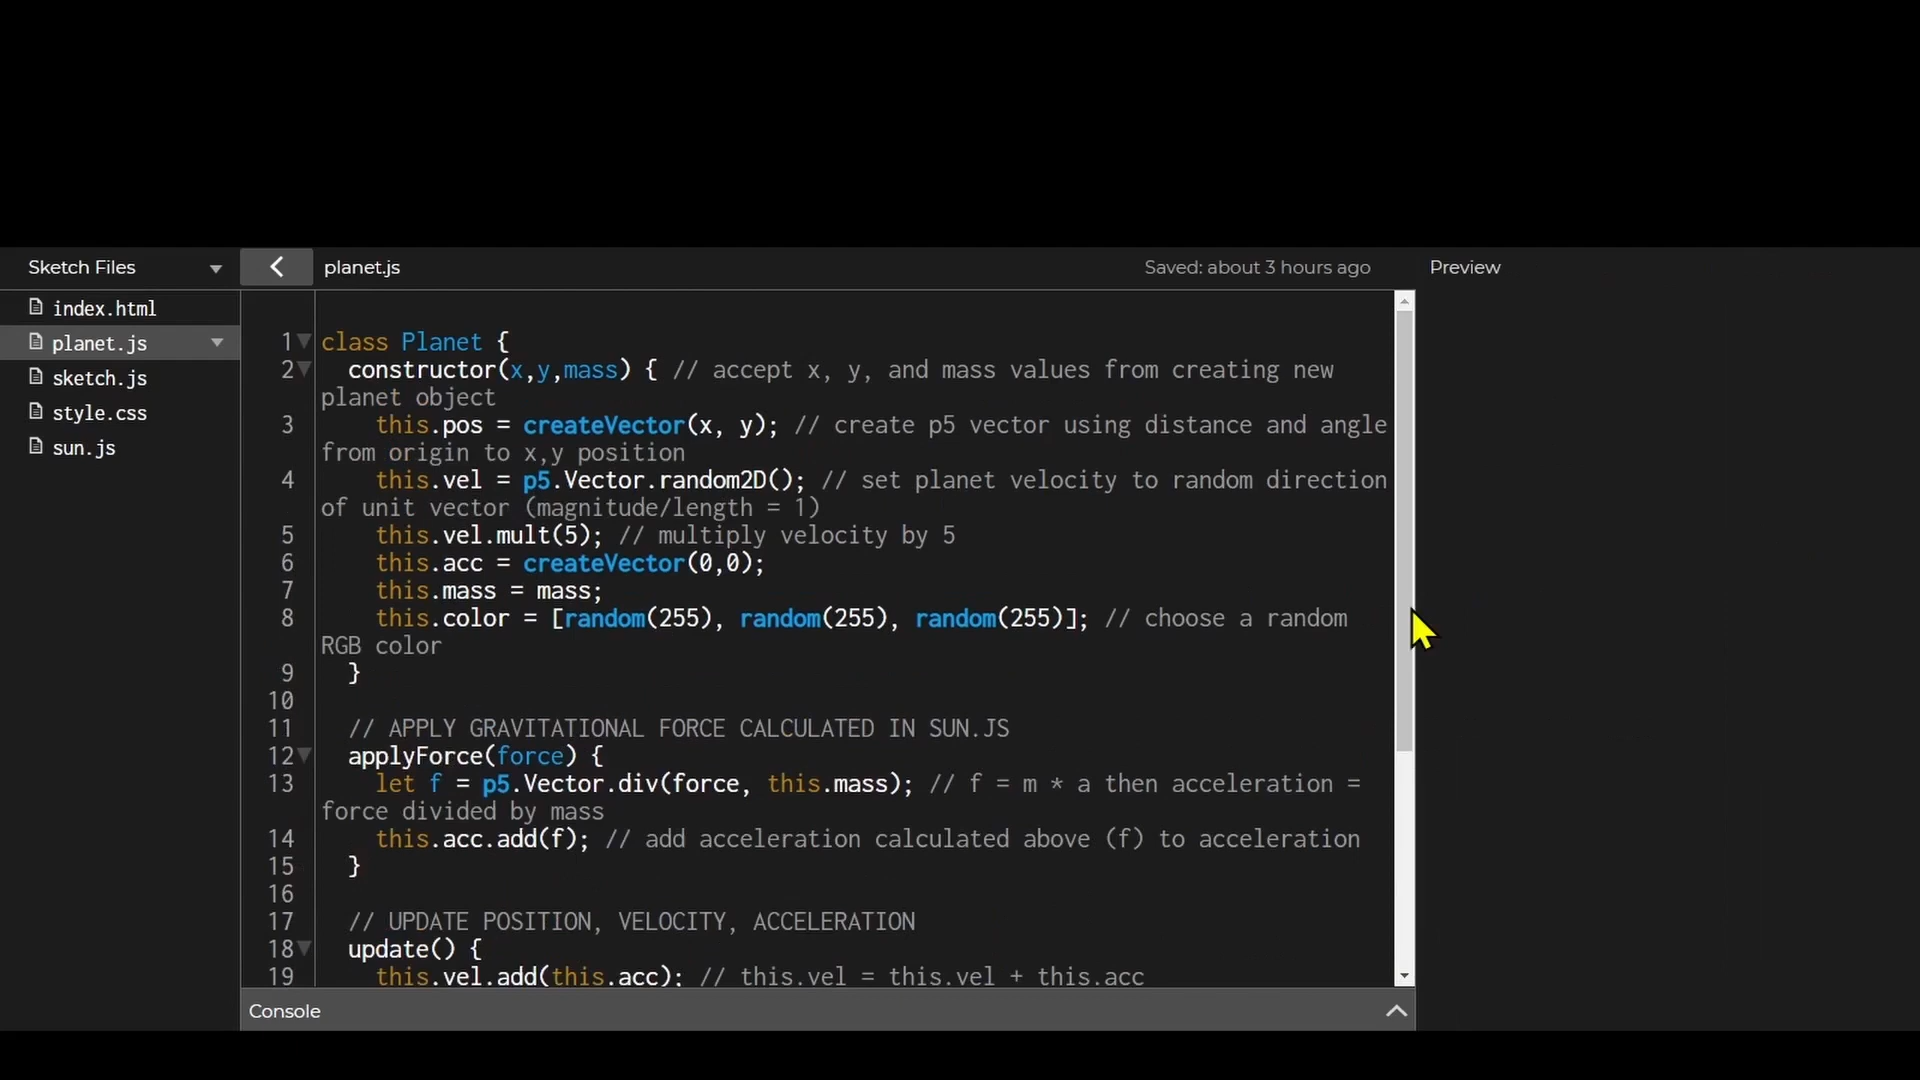 Sketch Files
planet.js
Saved: about 3 hours ago
Preview
index.html
planet.js
sketch.js
style.css
sun.js
1 class Planet {
2 constructor(x,y,mass) { // accept x, y, and mass values from creating new
planet object
3 this.pos = createVector(x, y); // create p5 vector using distance and angle
from origin to x,y position
4 this.vel = p5.Vector.random2D(); // set planet velocity to random direction
of unit vector (magnitude/length = 1)
5 this.vel.mult(5); // multiply velocity by 5
6 this.acc = createVector(0,0);
7 this.mass = mass;
8 this.color = [random(255), random(255), random(255)]; // choose a random
RGB color
9 }
10
11 // APPLY GRAVITATIONAL FORCE CALCULATED IN SUN.JS
12 applyForce(force) {
13 let f = p5.Vector.div(force, this.mass); // f = m * a then acceleration =
force divided by mass
14 this.acc.add(f); // add acceleration calculated above (f) to acceleration
15 }
16
17 // UPDATE POSITION, VELOCITY, ACCELERATION
18 update() {
19 this.vel.add(this.acc); // this.vel = this.vel + this.acc
Console